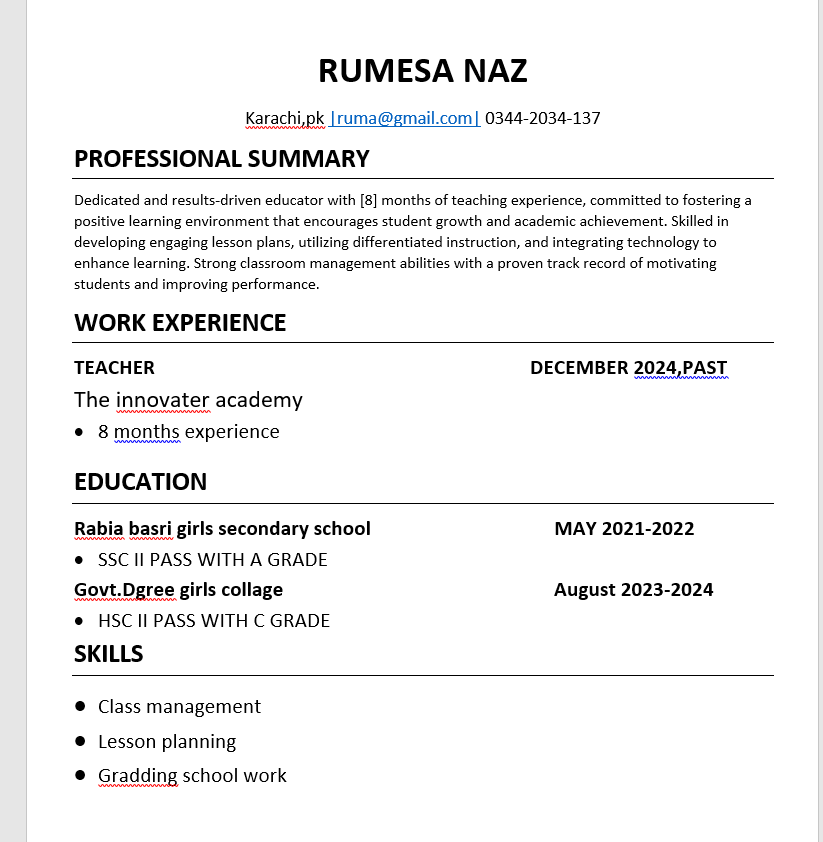 RUMESA NAZ
Karachi,pk |ruma@gmail.com| 0344-2034-137
PROFESSIONAL SUMMARY
Dedicated and results-driven educator with [8] months of teaching experience, committed to fostering a
positive learning environment that encourages student growth and academic achievement. Skilled in
developing engaging lesson plans, utilizing differentiated instruction, and integrating technology to
enhance learning. Strong classroom management abilities with a proven track record of motivating
students and improving performance.
WORK EXPERIENCE
TEACHER DECEMBER 2024,PAST
The innovater academy
• 8 months experience
EDUCATION
Rabia basri girls secondary school MAY 2021-2022
• SSC II PASS WITH A GRADE
Govt.Dgree girls collage August 2023-2024
• HSC II PASS WITH C GRADE
SKILLS
• Class management
• Lesson planning
• Gradding school work